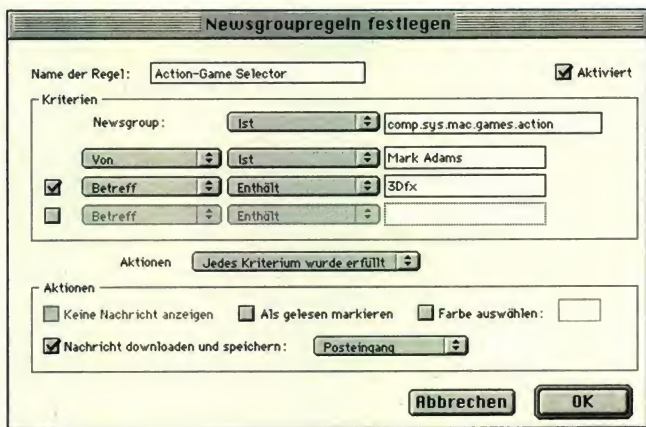 Newsgroupregeln festlegen
Name der Regel: Action-Game Selector Aktiviert
Kriterien
Newsgroup: Ist comp.sys.mac.games.action
Von Ist Mark Adams
Betreff Enthält 3Dfx
Betreff Enthält
Aktionen Jedes Kriterium wurde erfüllt
Aktionen
Keine Nachricht anzeigen Als gelesen markieren Farbe auswählen:
Nachricht downloaden und speichern: Posteingang
Abbrechen OK